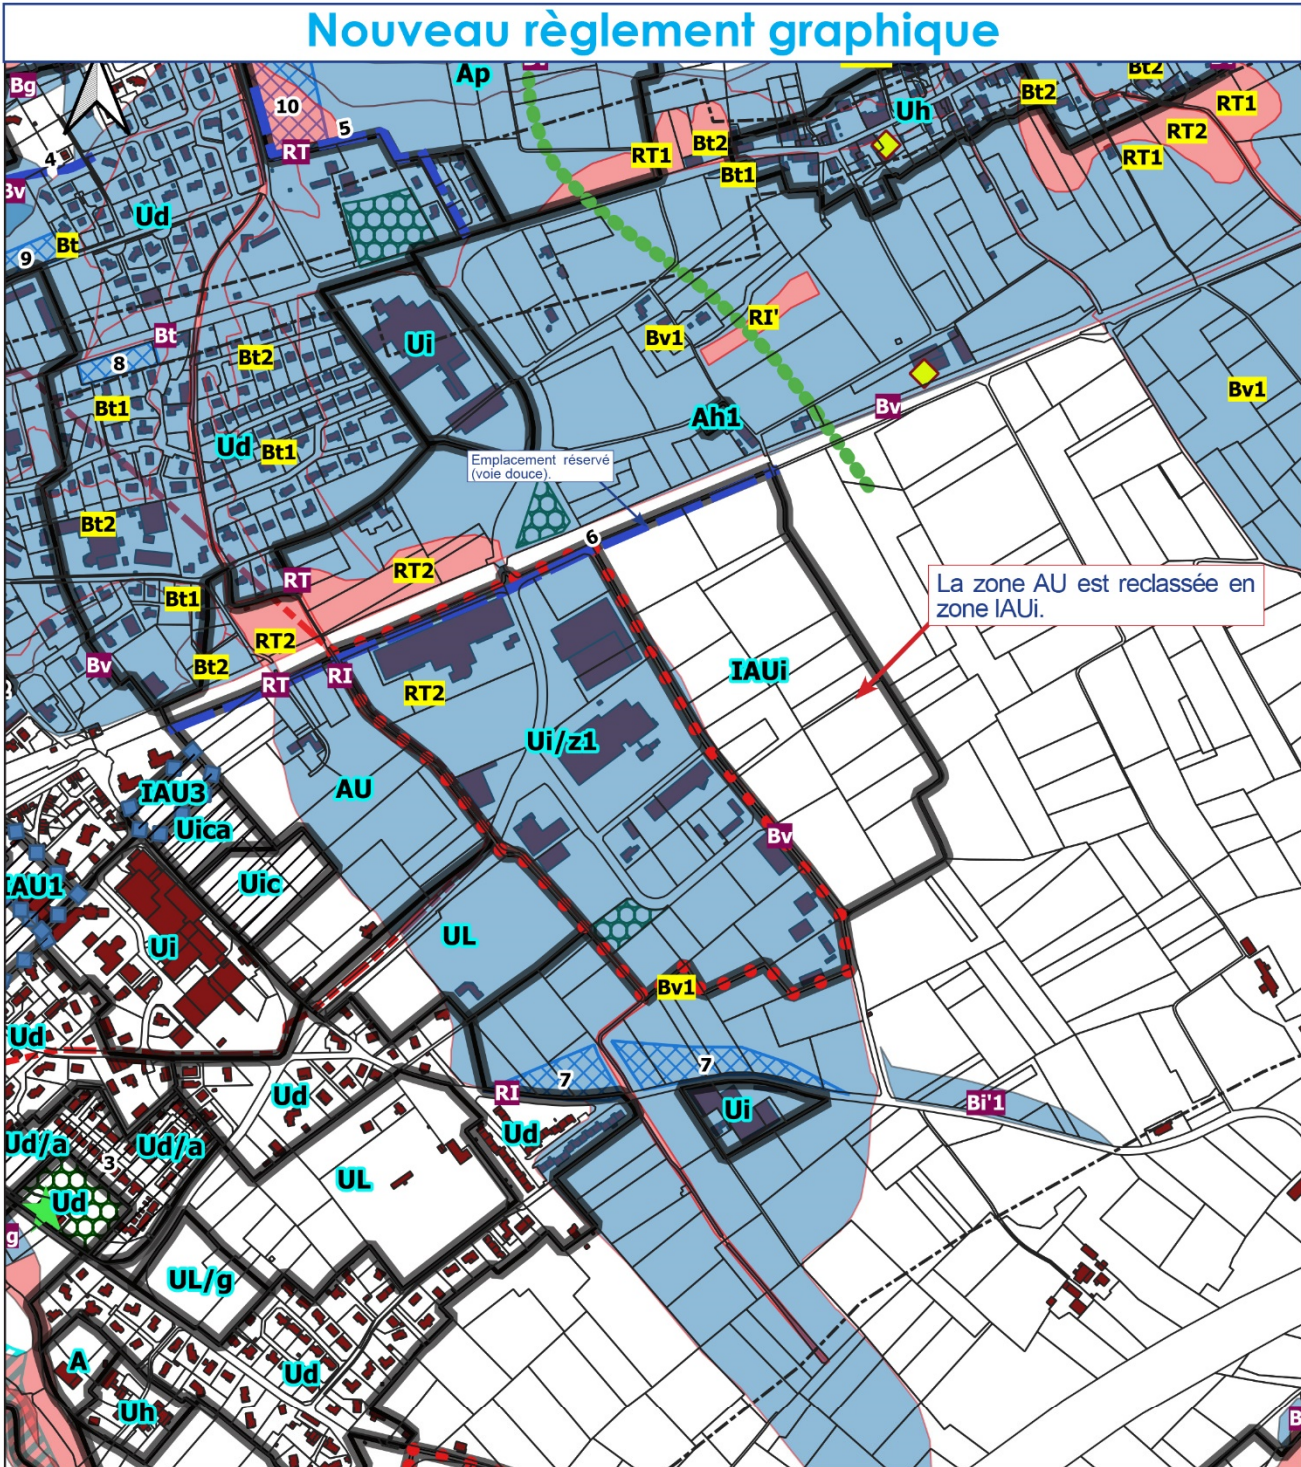 Nouveau règlement graphique
Bg
Ap
10
5
4
RT
Bv
Ud
9
Bt
RT1
Bt2
Bt1
Uh
Bt2
Bt2
RT1
RT2
RT1
Bt
8
Bt2
Bt1
Ui
Bv1
RI'
Bv1
Ud
Bt1
Ah1
Bv
Emplacement réservé
(voie douce).
Bt2
6
RT
RT2
Bt1
La zone AU est reclassée en
zone IAUi.
RT2
Bv
Bt2
RT
RI
RT2
IAUi
Ui/z1
IAU3
AU
Uica
Bv
IAU1
Uic
Ui
UL
Bv1
Ud
7
7
RI
Ud
Ud
Ui
Bi'1
Ud/a
Ud/a
3
UL
Ud
UL/g
A
Ud
Uh